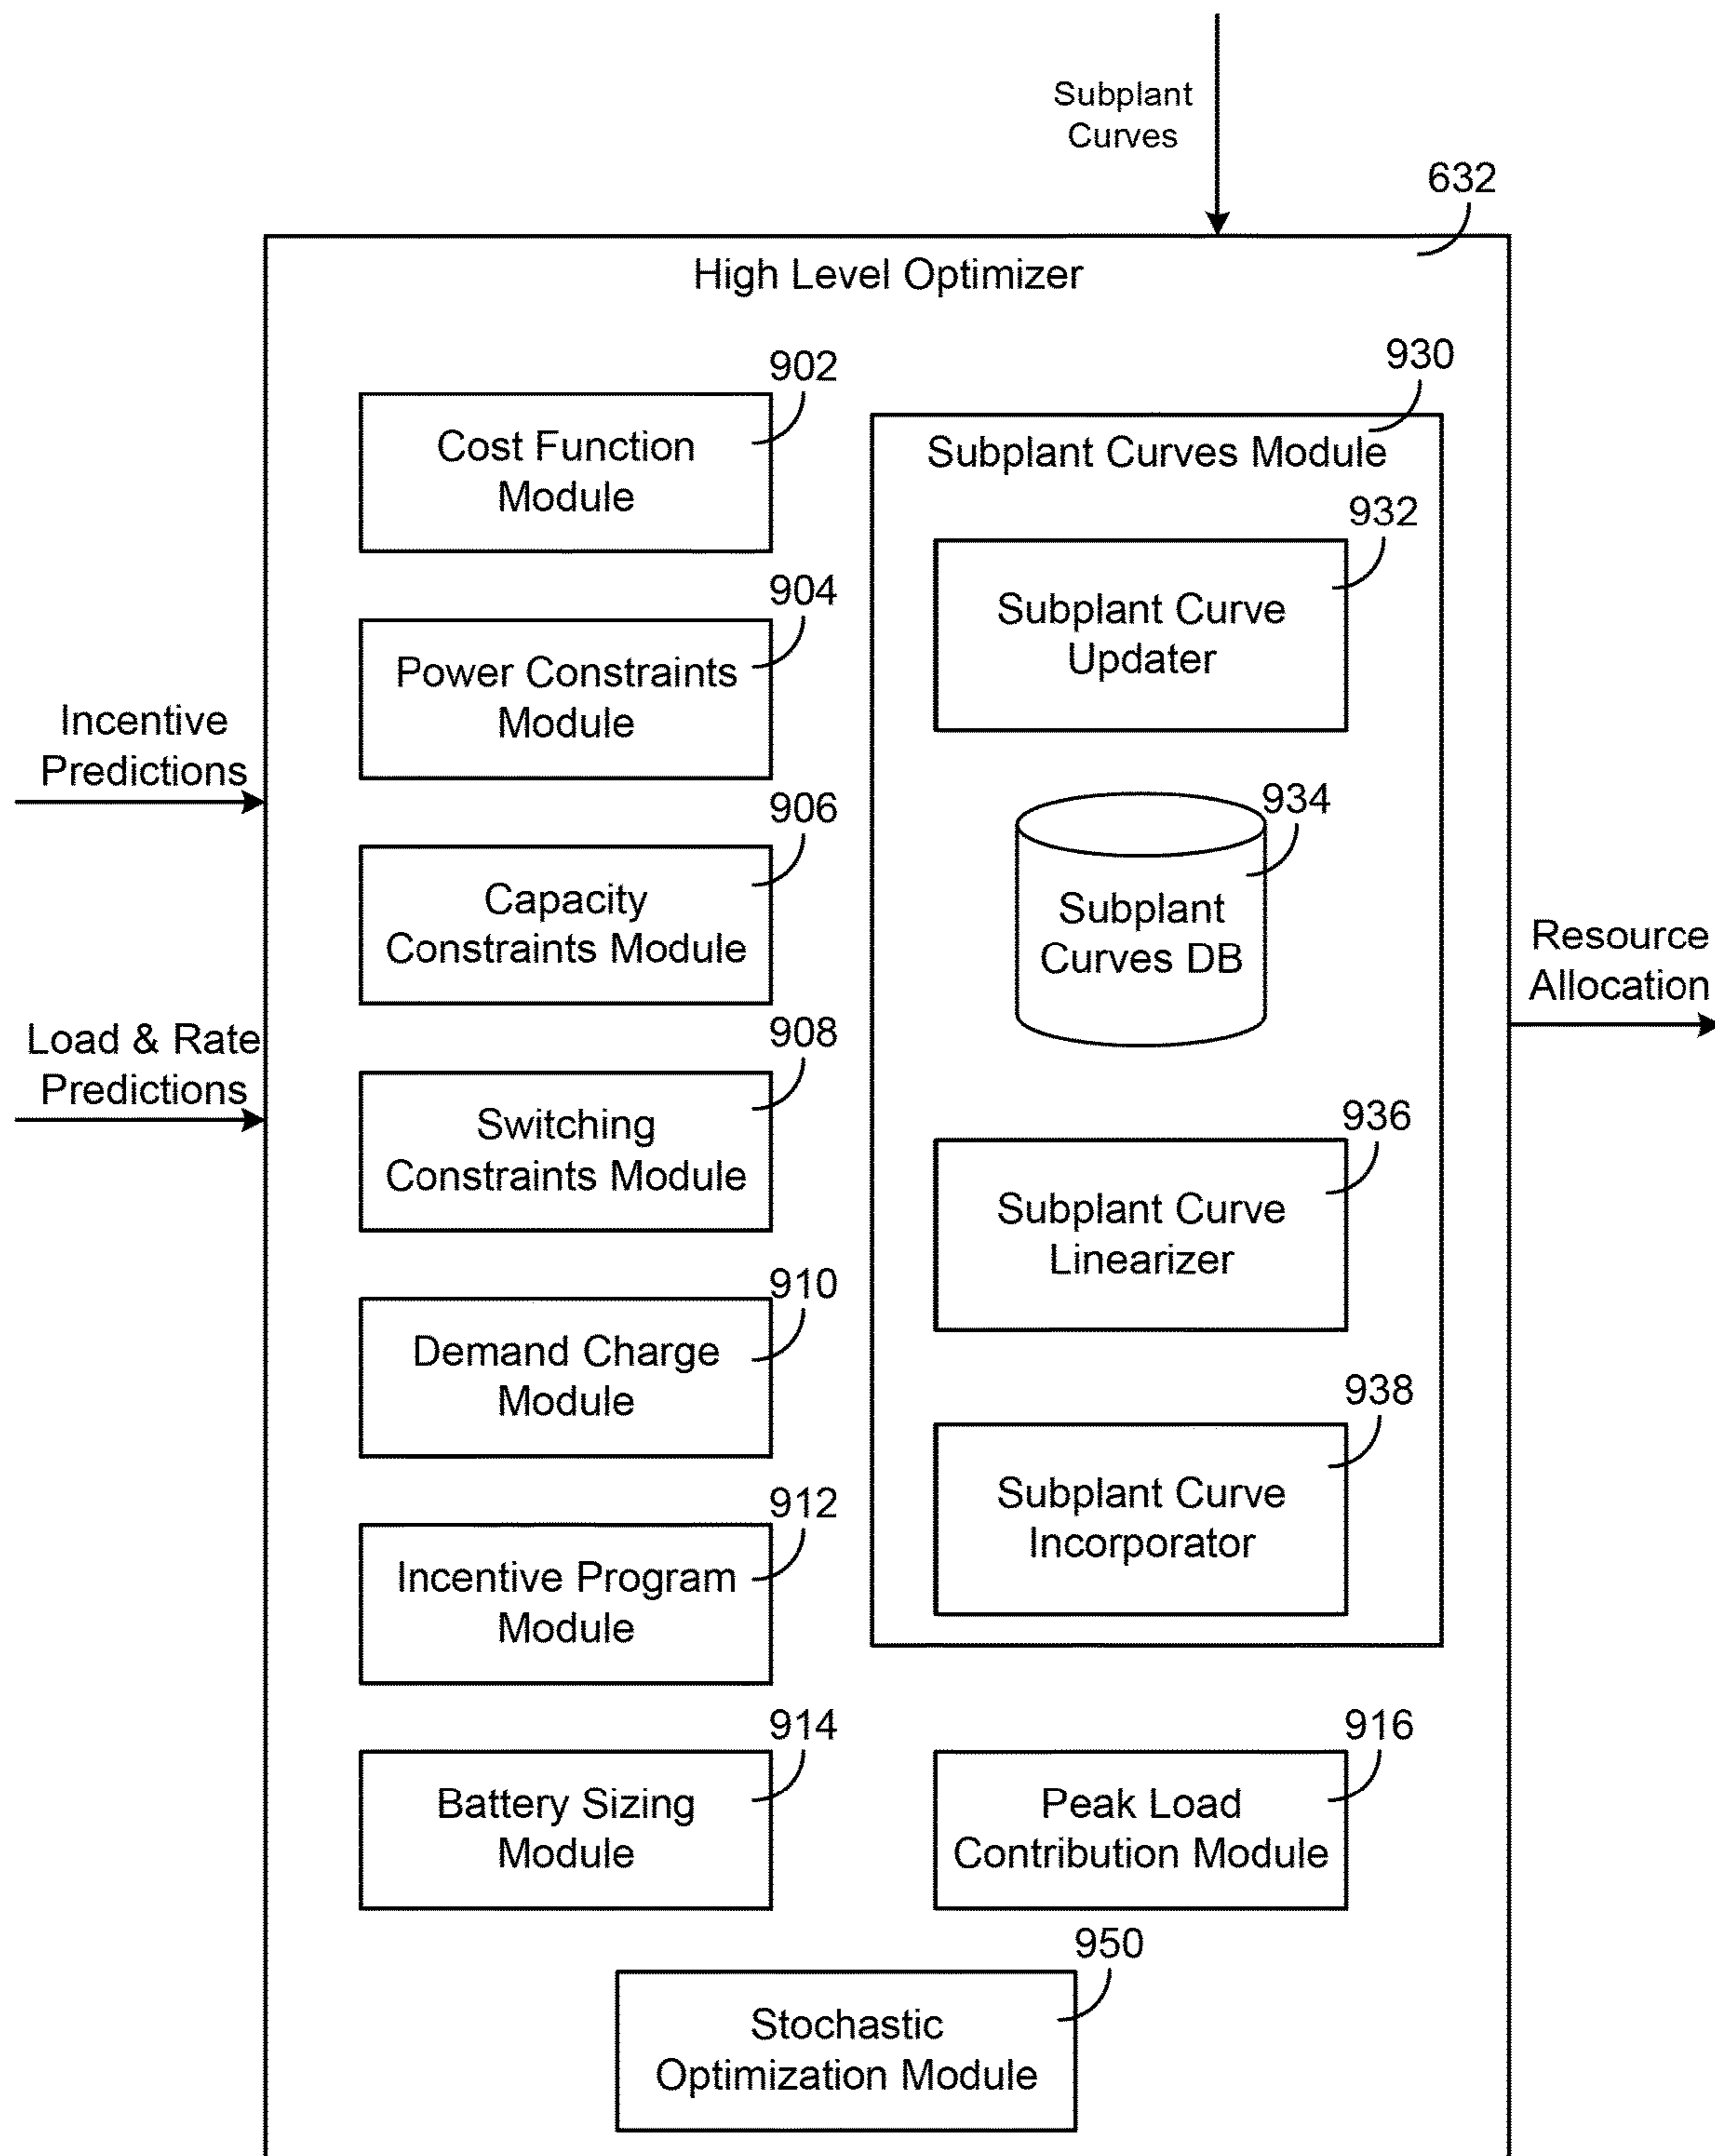 Subplant
Curves
632
High Level Optimizer
902
Cost Function
Module
904
Power Constraints
Module
Incentive
Predictions
906
Capacity
Constraints Module
Load & Rate
Predictions
908
Switching
Constraints Module
910
Demand Charge
Module
912
Incentive Program
Module
914
Battery Sizing
Module
930
Subplant Curves Module
932
Subplant Curve
Updater
934
Subplant
Curves DB
936
Subplant Curve
Linearizer
938
Subplant Curve
Incorporator
916
Peak Load
Contribution Module
950
Stochastic
Optimization Module
Resource
Allocation